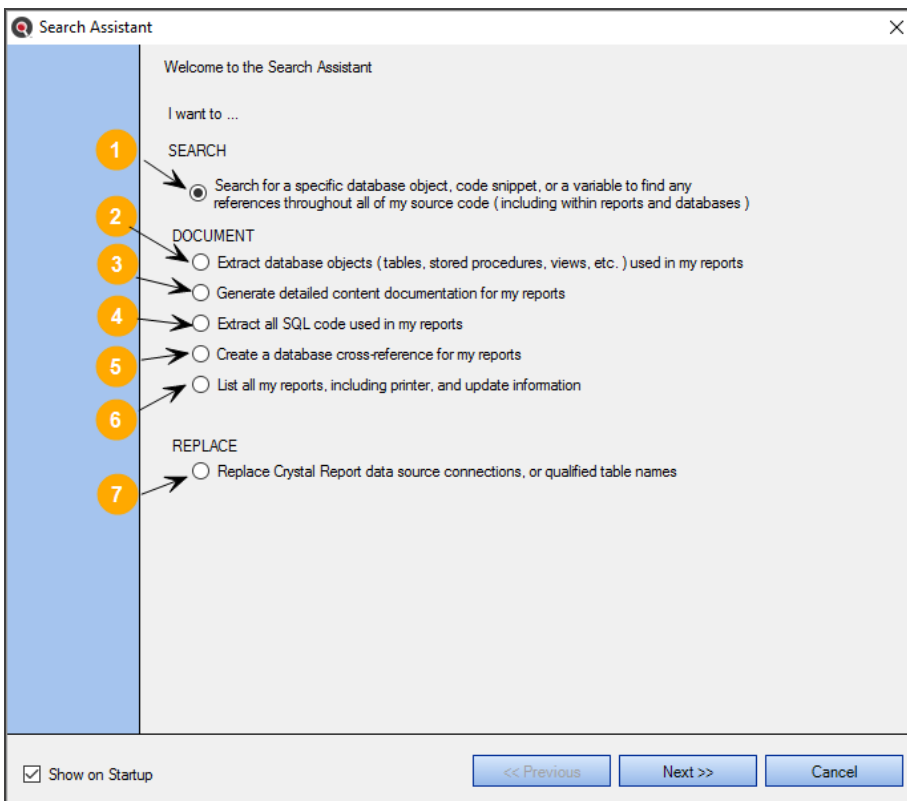 Search Assistant
Welcome to the Search Assistant
I want to ...
1
SEARCH
Search for a specific database object, code snippet, or a variable to find any
references throughout all of my source code ( including within reports and databases )
2
DOCUMENT
Extract database objects ( tables, stored procedures, views, etc. ) used in my reports
3
Generate detailed content documentation for my reports
4
Extract all SQL code used in my reports
5
Create a database cross-reference for my reports
6
List all my reports, including printer, and update information
REPLACE
7
Replace Crystal Report data source connections, or qualified table names
Show on Startup
<< Previous
Next >>
Cancel